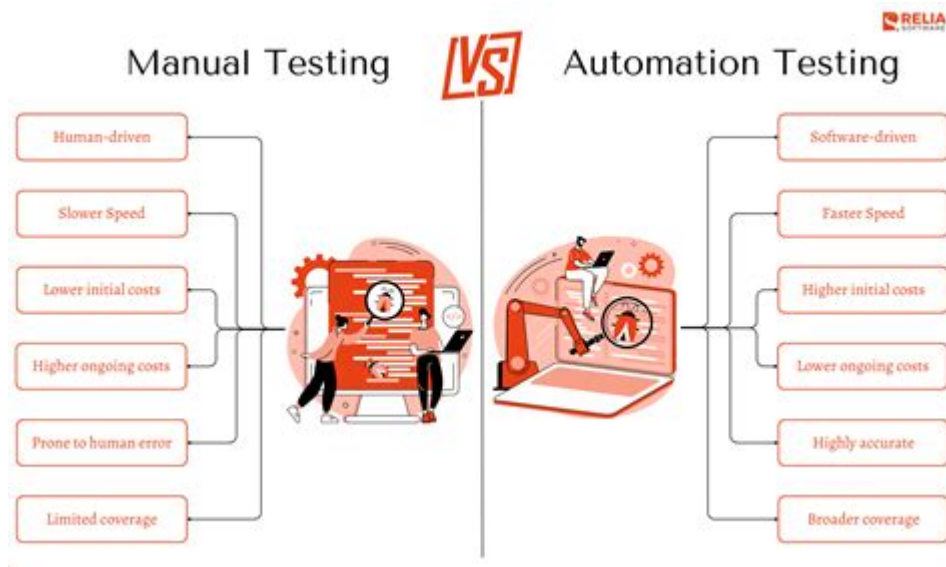 RELIA
SOFTWARE
Manual Testing
VS
Automation Testing
Human-driven
Slower Speed
Lower initial costs
Higher ongoing costs
Prone to human error
Limited coverage
Software-driven
Faster Speed
Higher initial costs
Lower ongoing costs
Highly accurate
Broader coverage